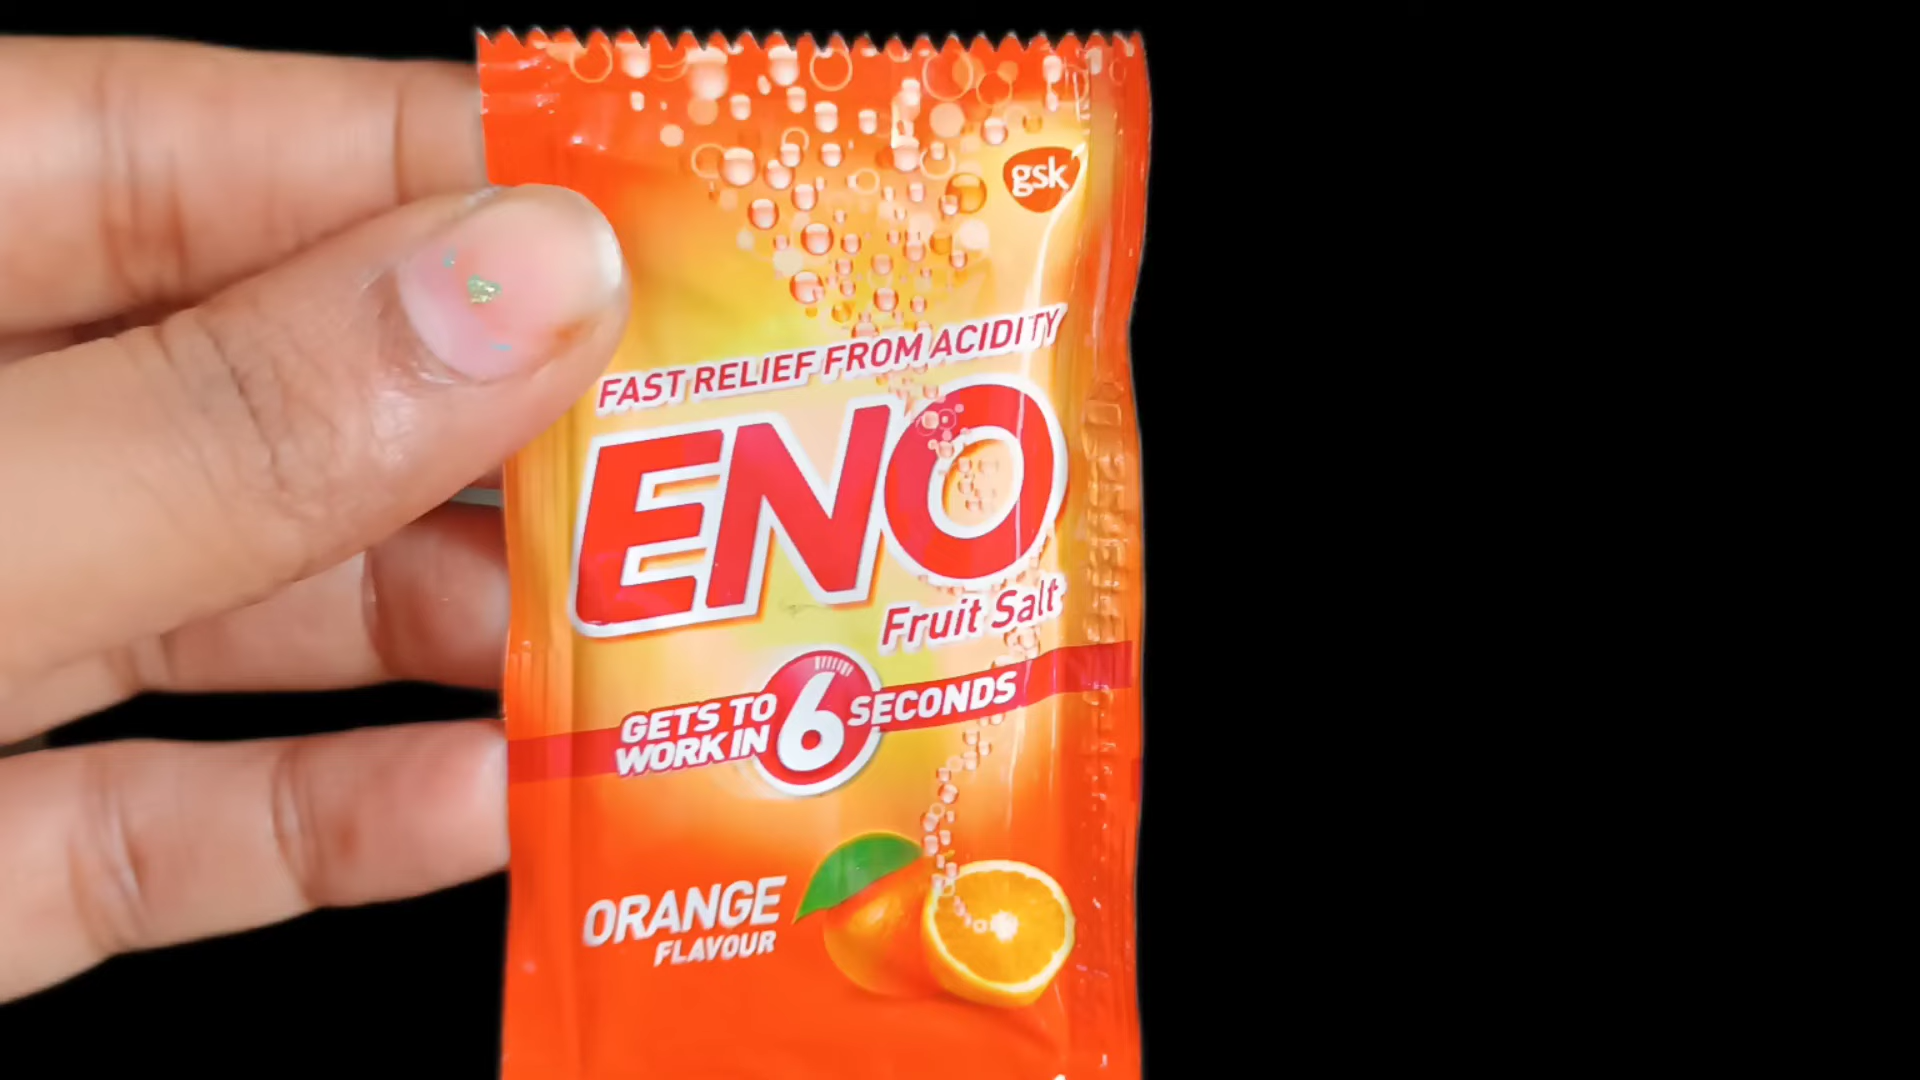 gsk
FAST RELIEF FROM ACIDITY
ENO
Fruit Salt
GETS TO
WORK IN
6
SECONDS
ORANGE
FLAVOUR